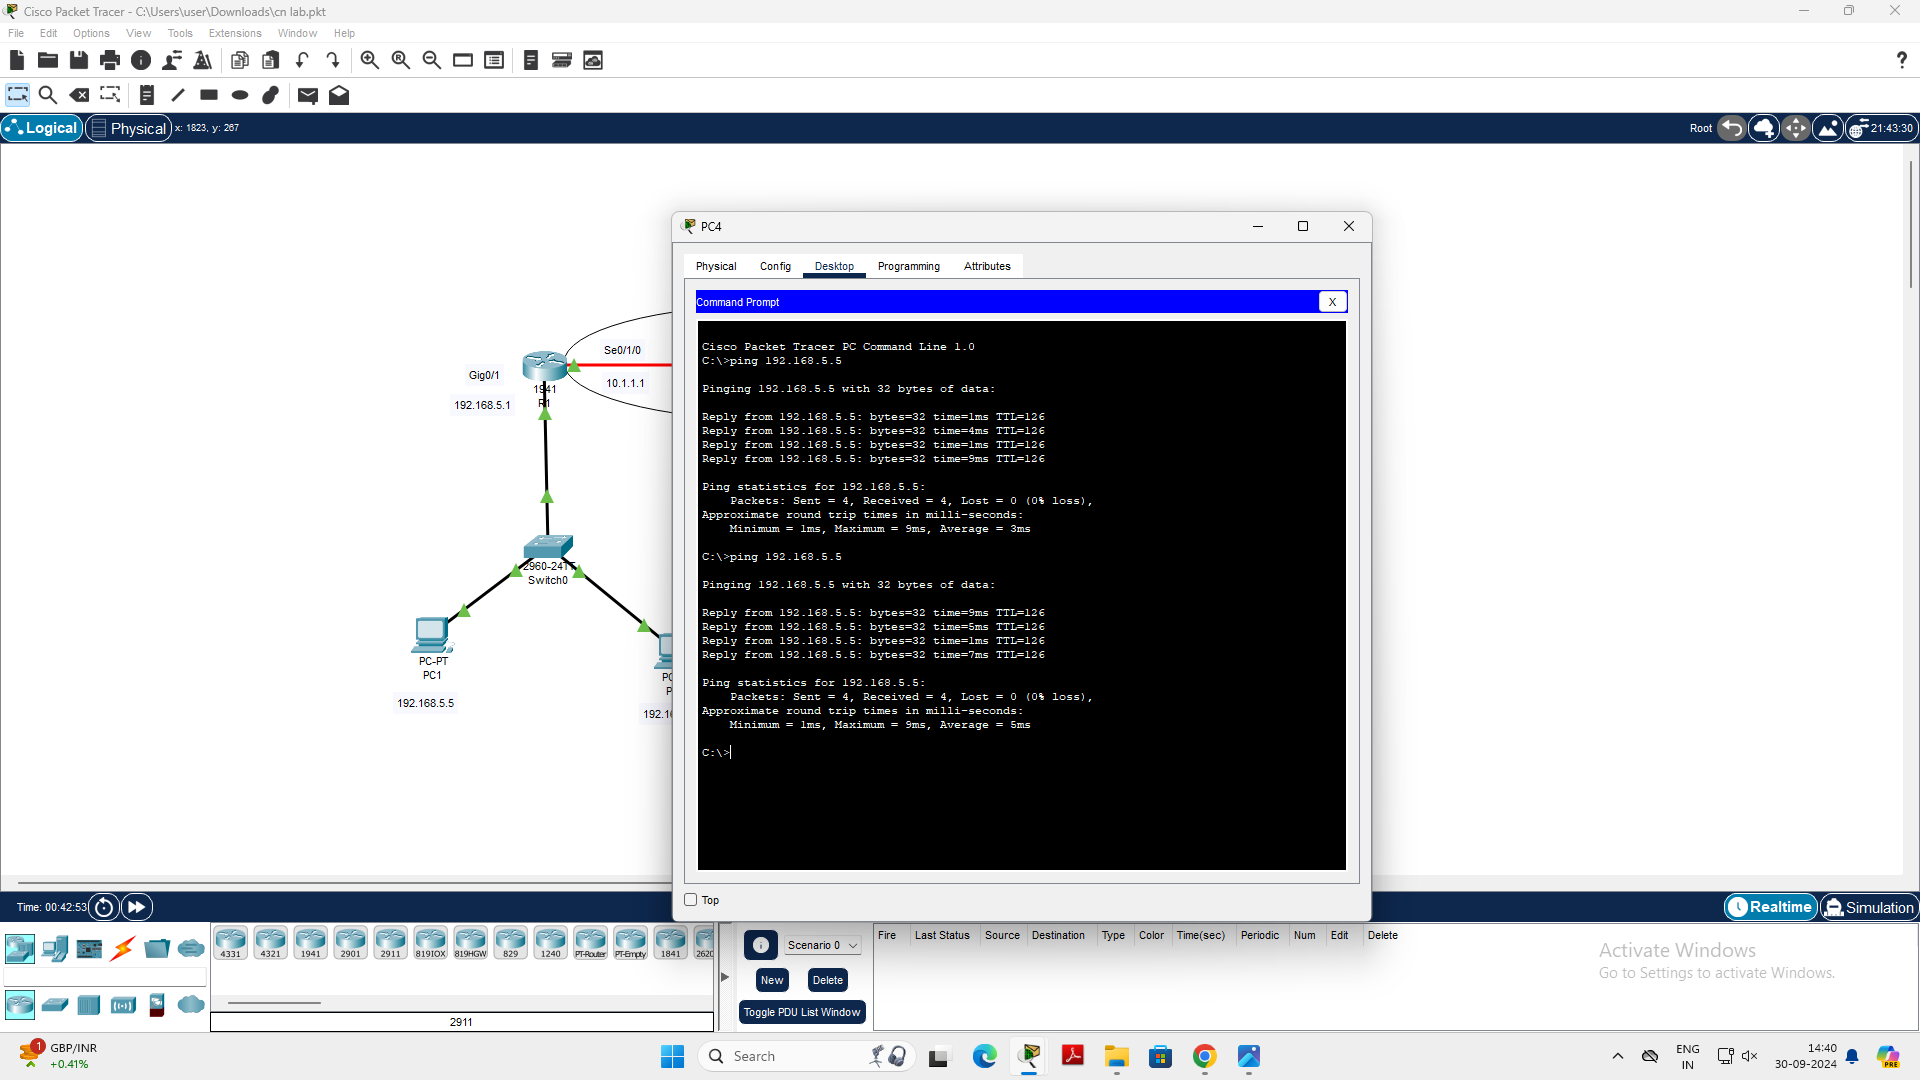 Cisco Packet Tracer - C:\Users\user\Downloads\cn lab.pkt
File Edit Options View Tools Extensions Window Help
?
Logical Physical x: 1823, y: 267
Root 21:43:30
PC4
Physical Config Desktop Programming Attributes
Command Prompt X
Cisco Packet Tracer PC Command Line 1.0
C:\>ping 192.168.5.5
Pinging 192.168.5.5 with 32 bytes of data:
Reply from 192.168.5.5: bytes=32 time=1ms TTL=126
Reply from 192.168.5.5: bytes=32 time=4ms TTL=126
Reply from 192.168.5.5: bytes=32 time=1ms TTL=126
Reply from 192.168.5.5: bytes=32 time=9ms TTL=126
Ping statistics for 192.168.5.5:
Packets: Sent = 4, Received = 4, Lost = 0 (0% loss),
Approximate round trip times in milli-seconds:
Minimum = 1ms, Maximum = 9ms, Average = 3ms
C:\>ping 192.168.5.5
Pinging 192.168.5.5 with 32 bytes of data:
Reply from 192.168.5.5: bytes=32 time=9ms TTL=126
Reply from 192.168.5.5: bytes=32 time=5ms TTL=126
Reply from 192.168.5.5: bytes=32 time=1ms TTL=126
Reply from 192.168.5.5: bytes=32 time=7ms TTL=126
Ping statistics for 192.168.5.5:
Packets: Sent = 4, Received = 4, Lost = 0 (0% loss),
Approximate round trip times in milli-seconds:
Minimum = 1ms, Maximum = 9ms, Average = 5ms
C:\>
Top
Se0/1/0
Gig0/1
10.1.1.1
1941
R1
192.168.5.1
2960-24TT
Switch0
PC-PT
PC1
192.168.5.5
PC
P
192.16
Time: 00:42:53
Realtime Simulation
4331 4321 1941 2901 2911 819IOX 819HGW 829 1240 PT-Router PT-Empty 1841 2620
2911
Scenario 0
New Delete
Toggle PDU List Window
Fire Last Status Source Destination Type Color Time(sec) Periodic Num Edit Delete
Activate Windows
Go to Settings to activate Windows.
1
GBP/INR
+0.41%
Search
ENG
IN
14:40
30-09-2024
PRE